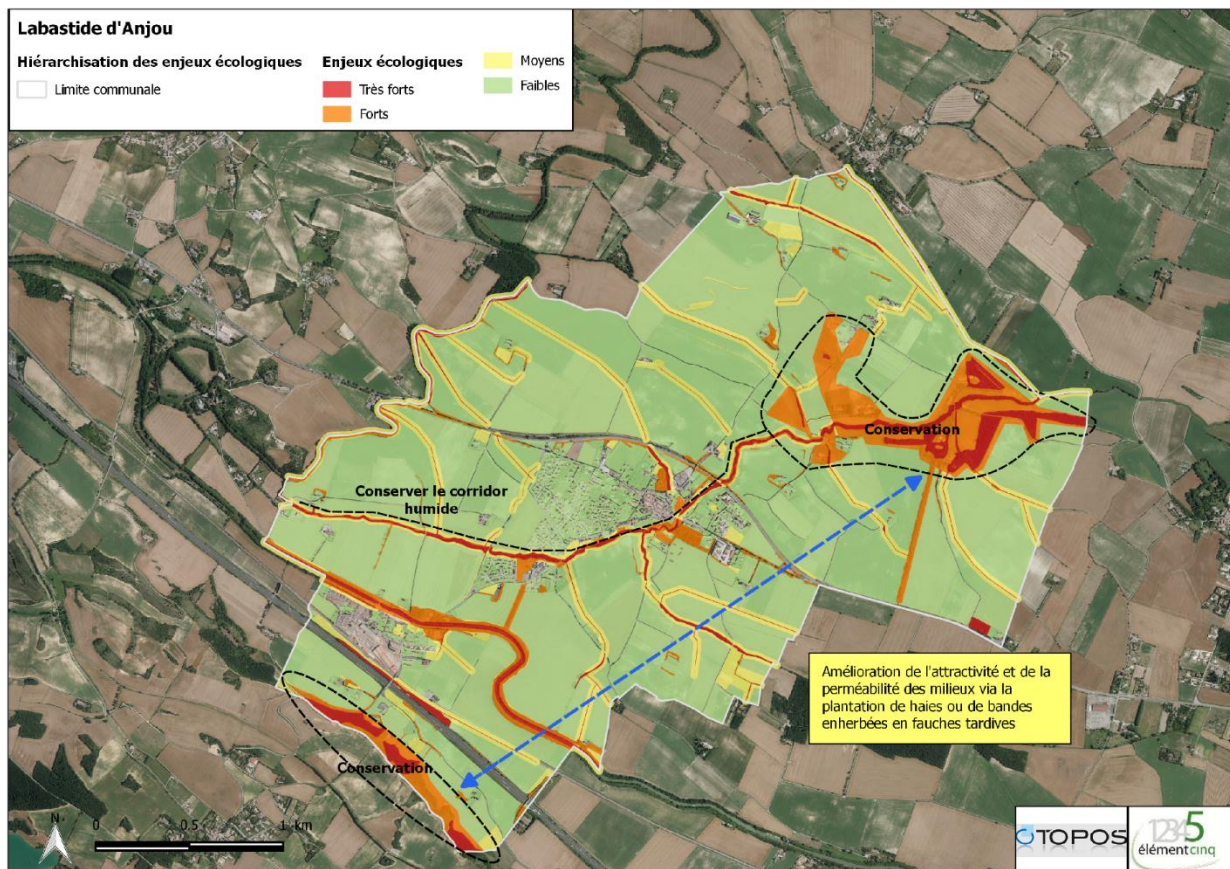 Labastide d'Anjou
Hiérarchisation des enjeux écologiques
Limite communale
Enjeux écologiques
Très forts
Forts
Moyens
Faibles
Conservation
Conserver le corridor
humide
Conservation
Amélioration de l'attractivité et de la
perméabilité des milieux via la
plantation de haies ou de bandes
enherbées en fauches tardives
N
0 0.5 1 km
TOPOS
12345
élémentcinq